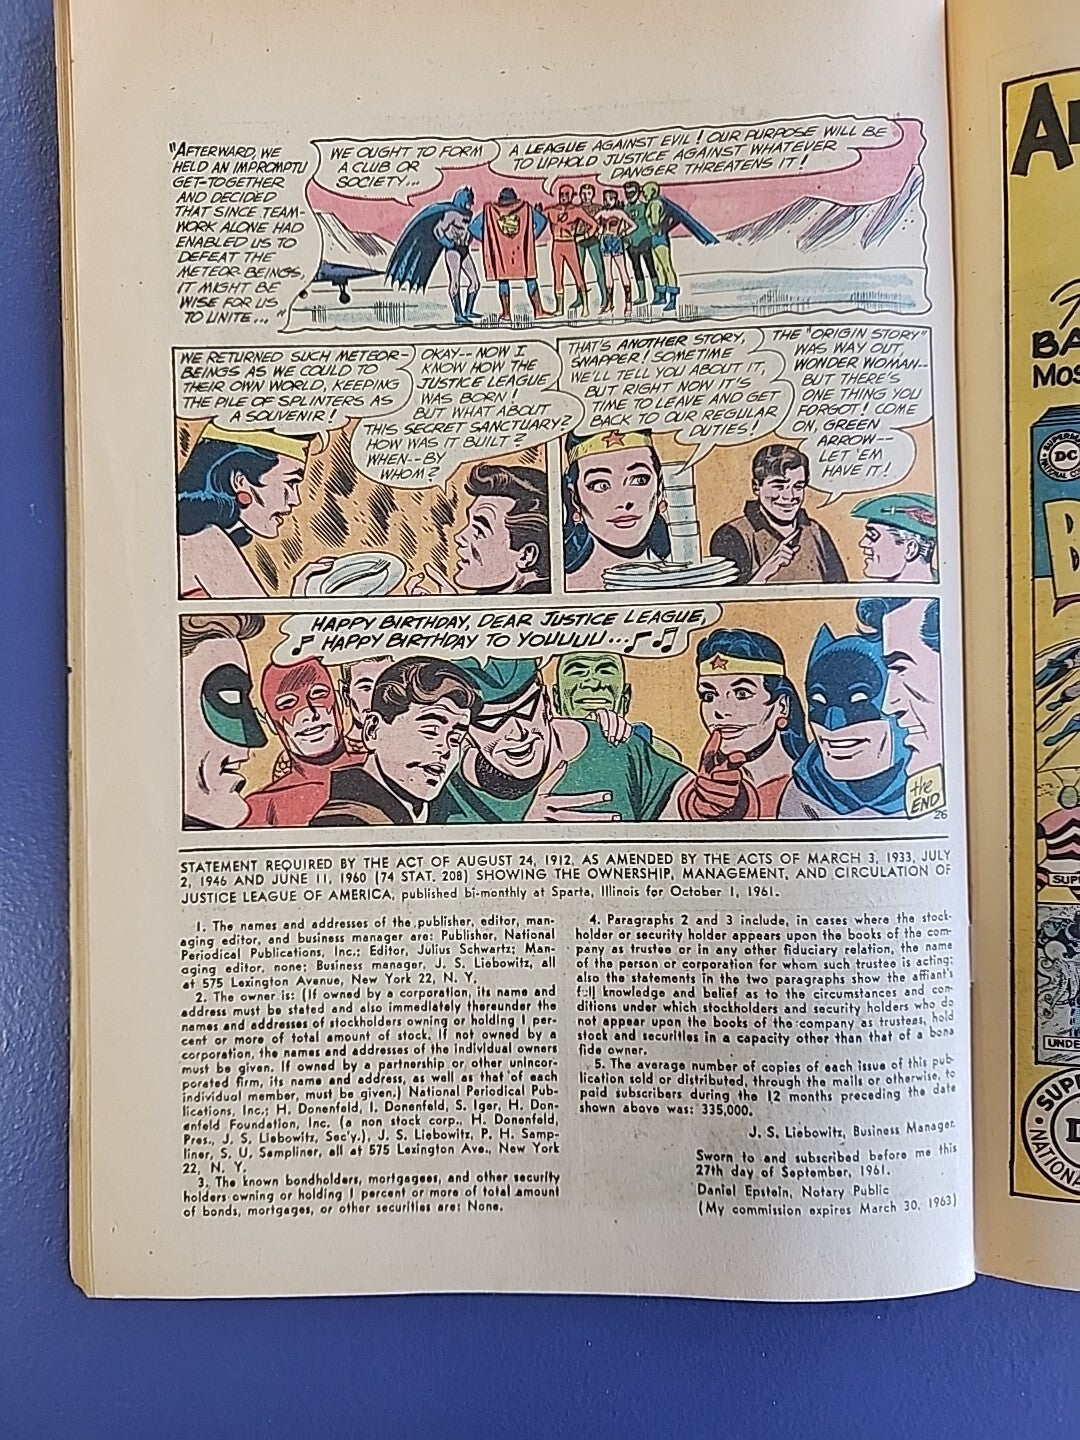 "AFTERWARD, WE
HELD AN IMPROMPTU
GET-TOGETHER
AND DECIDED
THAT SINCE TEAM-
WORK ALONE HAD
ENABLED US TO
DEFEAT THE
METEOR BEINGS,
IT MIGHT BE
WISE FOR US
TO UNITE... "
WE OUGHT TO FORM
A CLUB OR
SOCIETY...
A LEAGUE AGAINST EVIL! OUR PURPOSE WILL BE
TO UPHOLD JUSTICE AGAINST WHATEVER
DANGER THREATENS IT!
WE RETURNED SUCH METEOR-
BEINGS AS WE COULD TO
THEIR OWN WORLD, KEEPING
THE PILE OF SPLINTERS AS
A SOUVENIR!
OKAY-- NOW I
KNOW HOW THE
JUSTICE LEAGUE
WAS BORN!
BUT WHAT ABOUT
THIS SECRET SANCTUARY?
HOW WAS IT BUILT?
WHEN--BY
WHOM?
THAT'S ANOTHER STORY,
SNAPPER! SOMETIME
WE'LL TELL YOU ABOUT IT,
BUT RIGHT NOW IT'S
TIME TO LEAVE AND GET
BACK TO OUR REGULAR
DUTIES!
THE "ORIGIN STORY"
WAS WAY OUT,
WONDER WOMAN--
BUT THERE'S
ONE THING YOU
FORGOT! COME
ON, GREEN
ARROW--
LET 'EM
HAVE IT!
HAPPY BIRTHDAY, DEAR JUSTICE LEAGUE,
HAPPY BIRTHDAY TO YOUUUU...
the
END
26
STATEMENT REQUIRED BY THE ACT OF AUGUST 24, 1912, AS AMENDED BY THE ACTS OF MARCH 3, 1933, JULY
2, 1946 AND JUNE 11, 1960 (74 STAT. 208) SHOWING THE OWNERSHIP, MANAGEMENT, AND CIRCULATION OF
JUSTICE LEAGUE OF AMERICA, published bi-monthly at Sparta, Illinois for October 1, 1961.
1. The names and addresses of the publisher, editor, man-
aging editor, and business manager are: Publisher, National
Periodical Publications, Inc.; Editor, Julius Schwartz; Man-
aging editor, none; Business manager, J. S. Liebowitz, all
at 575 Lexington Avenue, New York 22, N. Y.
2. The owner is: (If owned by a corporation, its name and
address must be stated and also immediately thereunder the
names and addresses of stockholders owning or holding 1 per-
cent or more of total amount of stock. If not owned by a
corporation, the names and addresses of the individual owners
must be given. If owned by a partnership or other unincor-
porated firm, its name and address, as well as that of each
individual member, must be given.) National Periodical Pub-
lications, Inc.; H. Donenfeld, I. Donenfeld, S. Iger, H. Don-
enfeld Foundation, Inc. (a non stock corp., H. Donenfeld,
Pres., J. S. Liebowitz, Sec'y.), J. S. Liebowitz, P. H. Samp-
liner, S. U. Sampliner, all at 575 Lexington Ave., New York
22, N. Y.
3. The known bondholders, mortgagees, and other security
holders owning or holding 1 percent or more of total amount
of bonds, mortgages, or other securities are: None.
4. Paragraphs 2 and 3 include, in cases where the stock-
holder or security holder appears upon the books of the com-
pany as trustee or in any other fiduciary relation, the name
of the person or corporation for whom such trustee is acting;
also the statements in the two paragraphs show the affiant's
full knowledge and belief as to the circumstances and con-
ditions under which stockholders and security holders who do
not appear upon the books of the company as trustees, hold
stock and securities in a capacity other than that of a bona
fide owner.
5. The average number of copies of each issue of this pub-
lication sold or distributed, through the mails or otherwise, to
paid subscribers during the 12 months preceding the date
shown above was: 335,000.
J. S. Liebowitz, Business Manager.
Sworn to and subscribed before me this
27th day of September, 1961.
Daniel Epstein, Notary Public
(My commission expires March 30, 1963)
BA
MOS
DC
SUP
UNDE